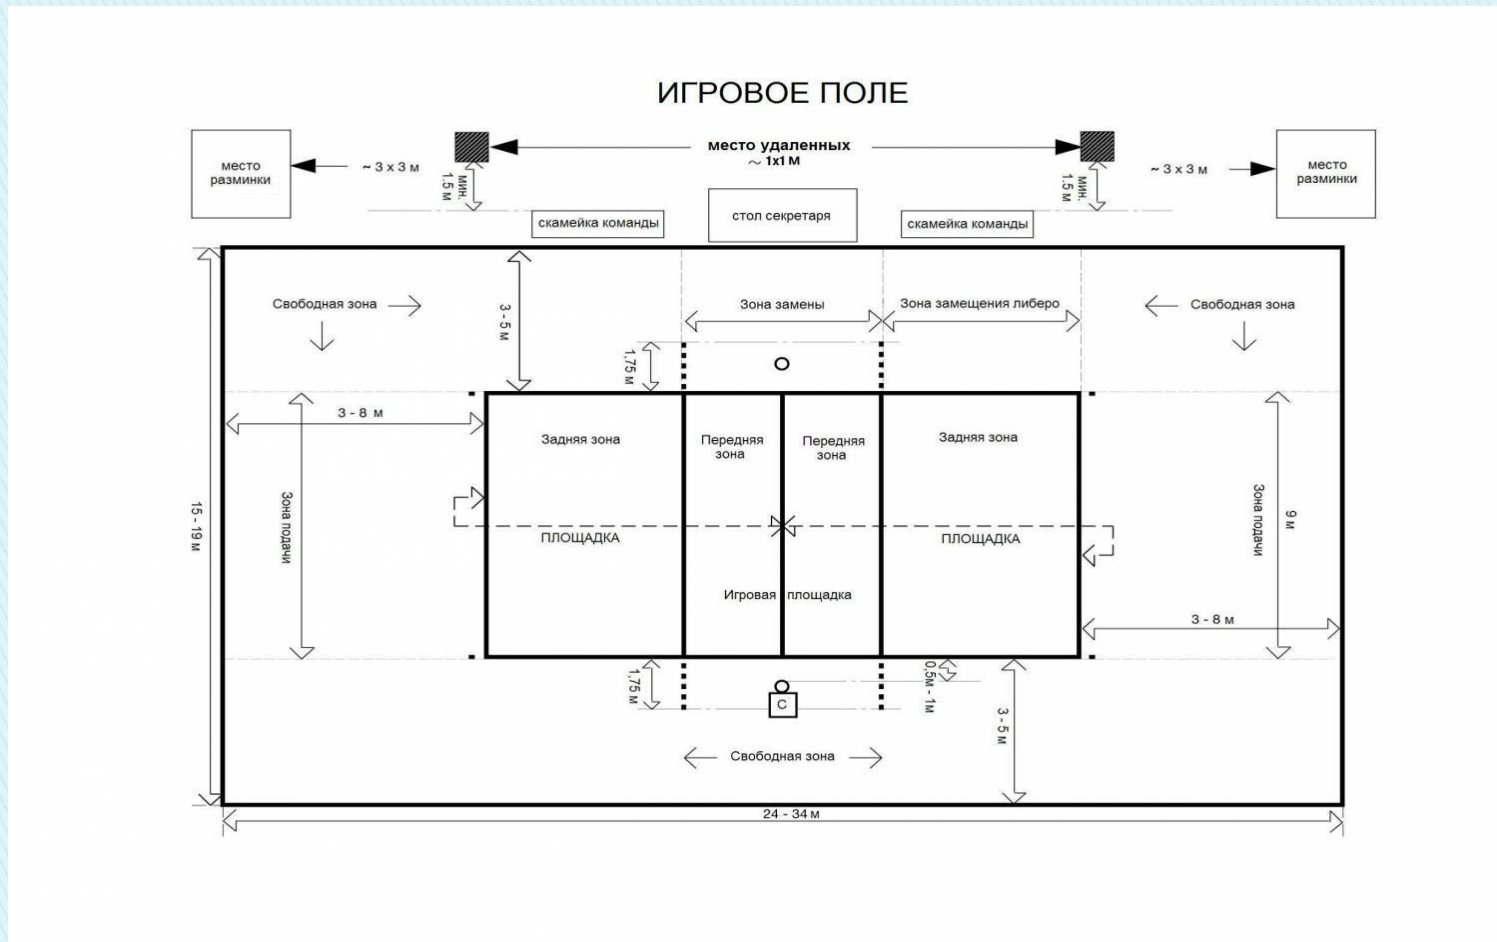 ИГРОВОЕ ПОЛЕ
место удаленных
~ 1x1 м
место
разминки
~ 3 x 3 м
мин.
1.5 м
мин.
1.5 м
~ 3 x 3 м
место
разминки
скамейка команды
стол секретаря
скамейка команды
Свободная зона
3 - 5 м
Зона замены
Зона замещения либеро
Свободная зона
1,75 м
3 - 8 м
Задняя зона
Передняя
зона
Передняя
зона
Задняя зона
15 - 19 м
Зона подачи
ПЛОЩАДКА
ПЛОЩАДКА
Зона подачи
9 м
Игровая площадка
3 - 8 м
1,75 м
С
0,5м - 1м
3 - 5 м
Свободная зона
24 - 34 м